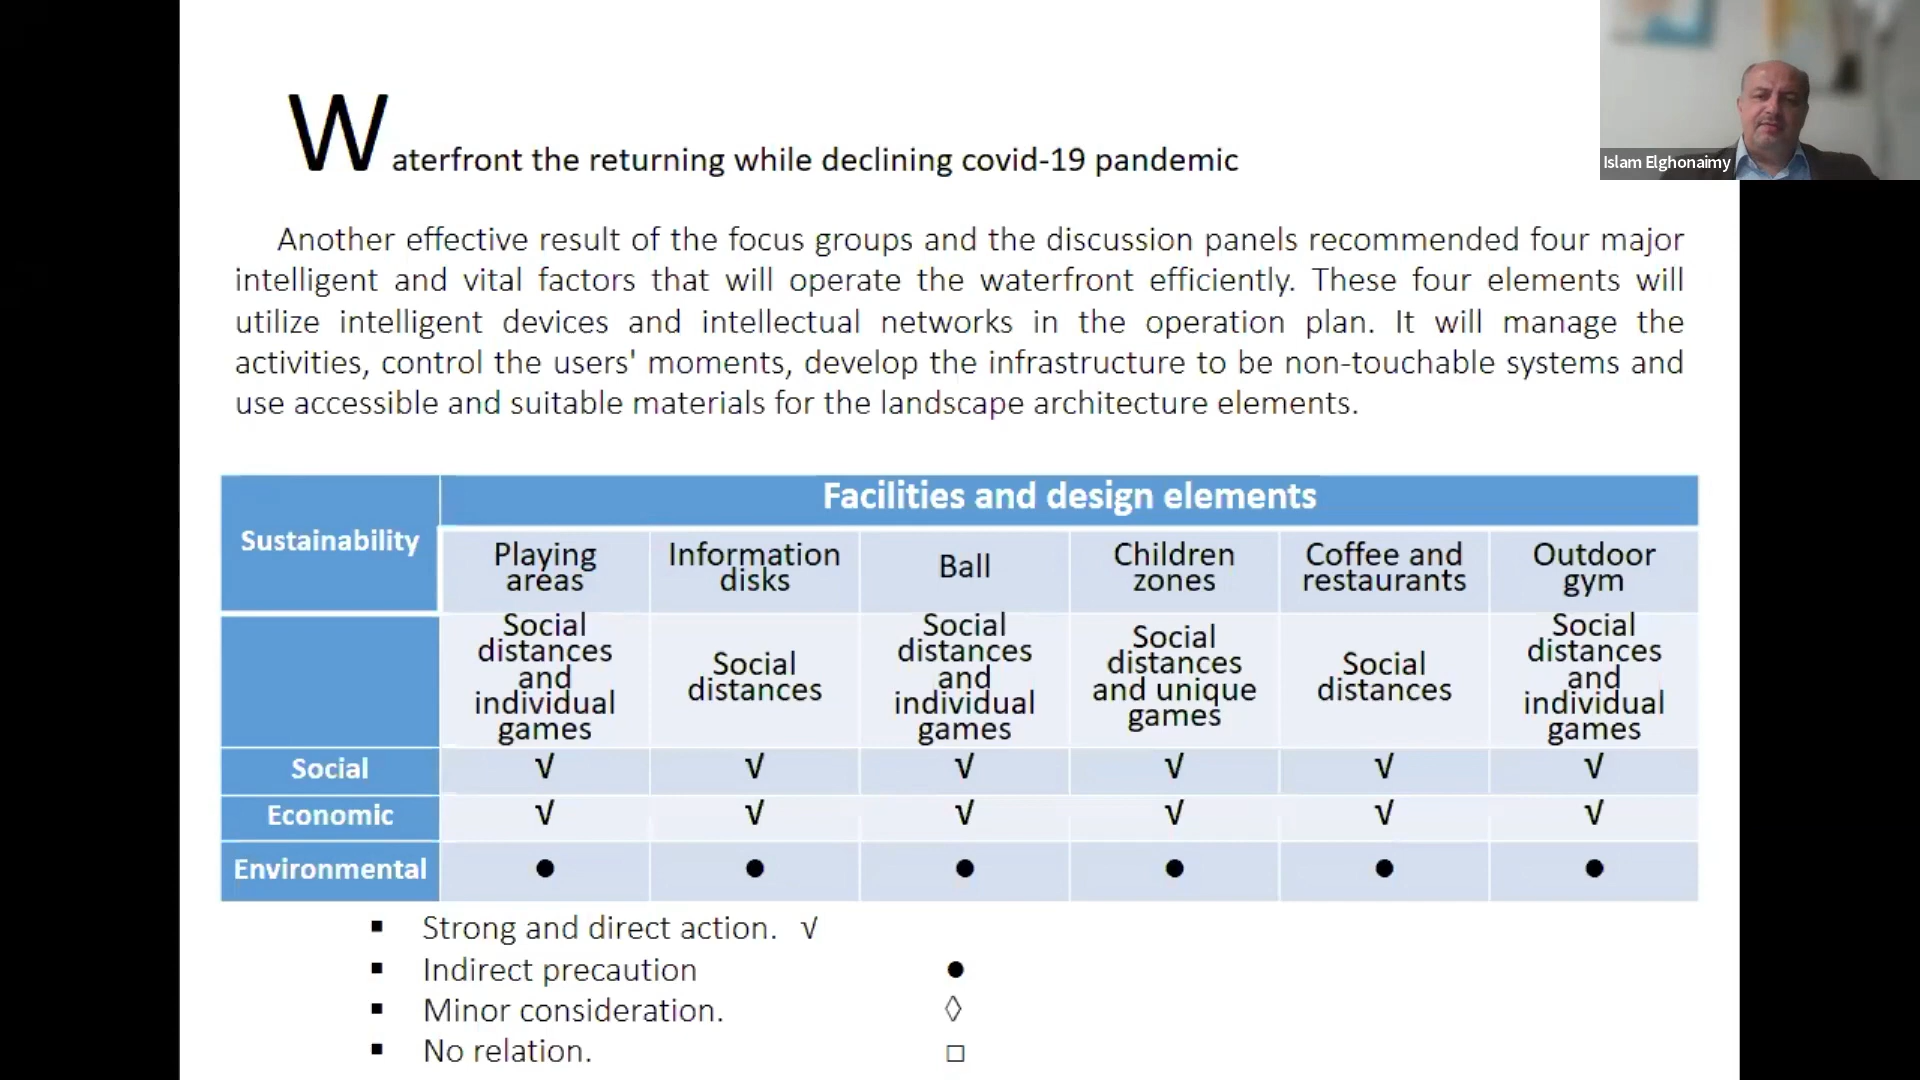 Waterfront the returning while declining covid-19 pandemic
Islam Elghonaimy
Another effective result of the focus groups and the discussion panels recommended four major
intelligent and vital factors that will operate the waterfront efficiently. These four elements will
utilize intelligent devices and intellectual networks in the operation plan. It will manage the
activities, control the users' moments, develop the infrastructure to be non-touchable systems and
use accessible and suitable materials for the landscape architecture elements.
Sustainability
Facilities and design elements
Playing
areas
Information
disks
Ball
Children
zones
Coffee and
restaurants
Outdoor
gym
Social
distances
and
individual
games
Social
distances
Social
distances
and
individual
games
Social
distances
and unique
games
Social
distances
Social
distances
and
individual
games
Social √ √ √ √ √ √
Economic √ √ √ √ √ √
Environmental ● ● ● ● ● ●
▪ Strong and direct action. √
▪ Indirect precaution ●
▪ Minor consideration. ◊
▪ No relation. □